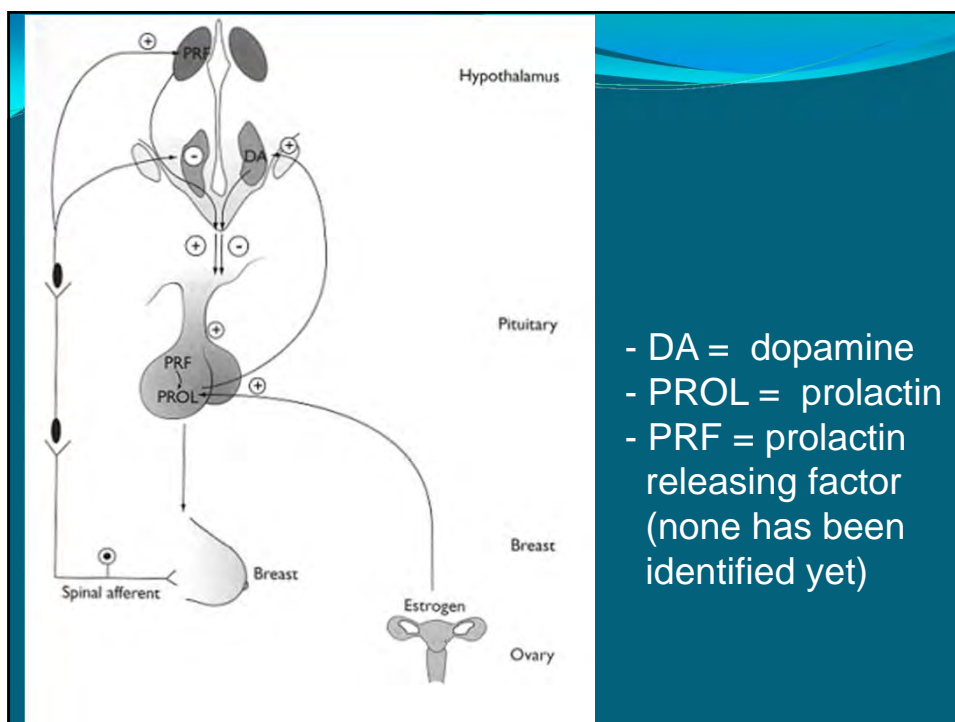 +
PRF
Hypothalamus
-
DA
+
+
-
Pituitary
+
PRF
PROL
+
Breast
Breast
Spinal afferent
Estrogen
Ovary
- DA = dopamine
- PROL = prolactin
- PRF = prolactin
releasing factor
(none has been
identified yet)